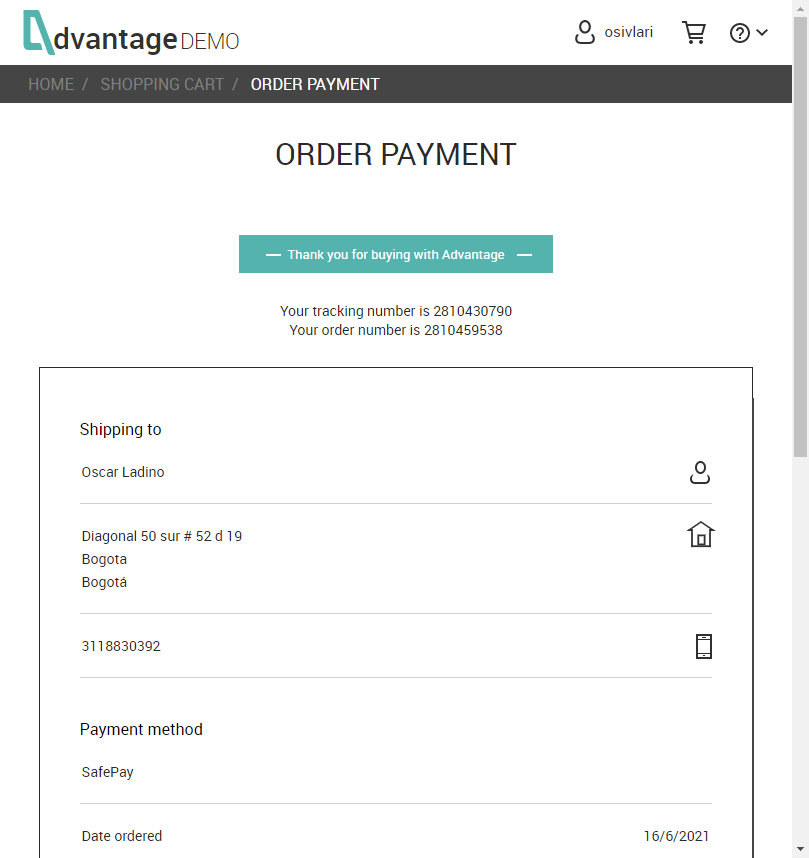 Advantage DEMO
osivlari
HOME / SHOPPING CART / ORDER PAYMENT
ORDER PAYMENT
Thank you for buying with Advantage
Your tracking number is 2810430790
Your order number is 2810459538
Shipping to
Oscar Ladino
Diagonal 50 sur # 52 d 19
Bogota
Bogotá
3118830392
Payment method
SafePay
Date ordered 16/6/2021